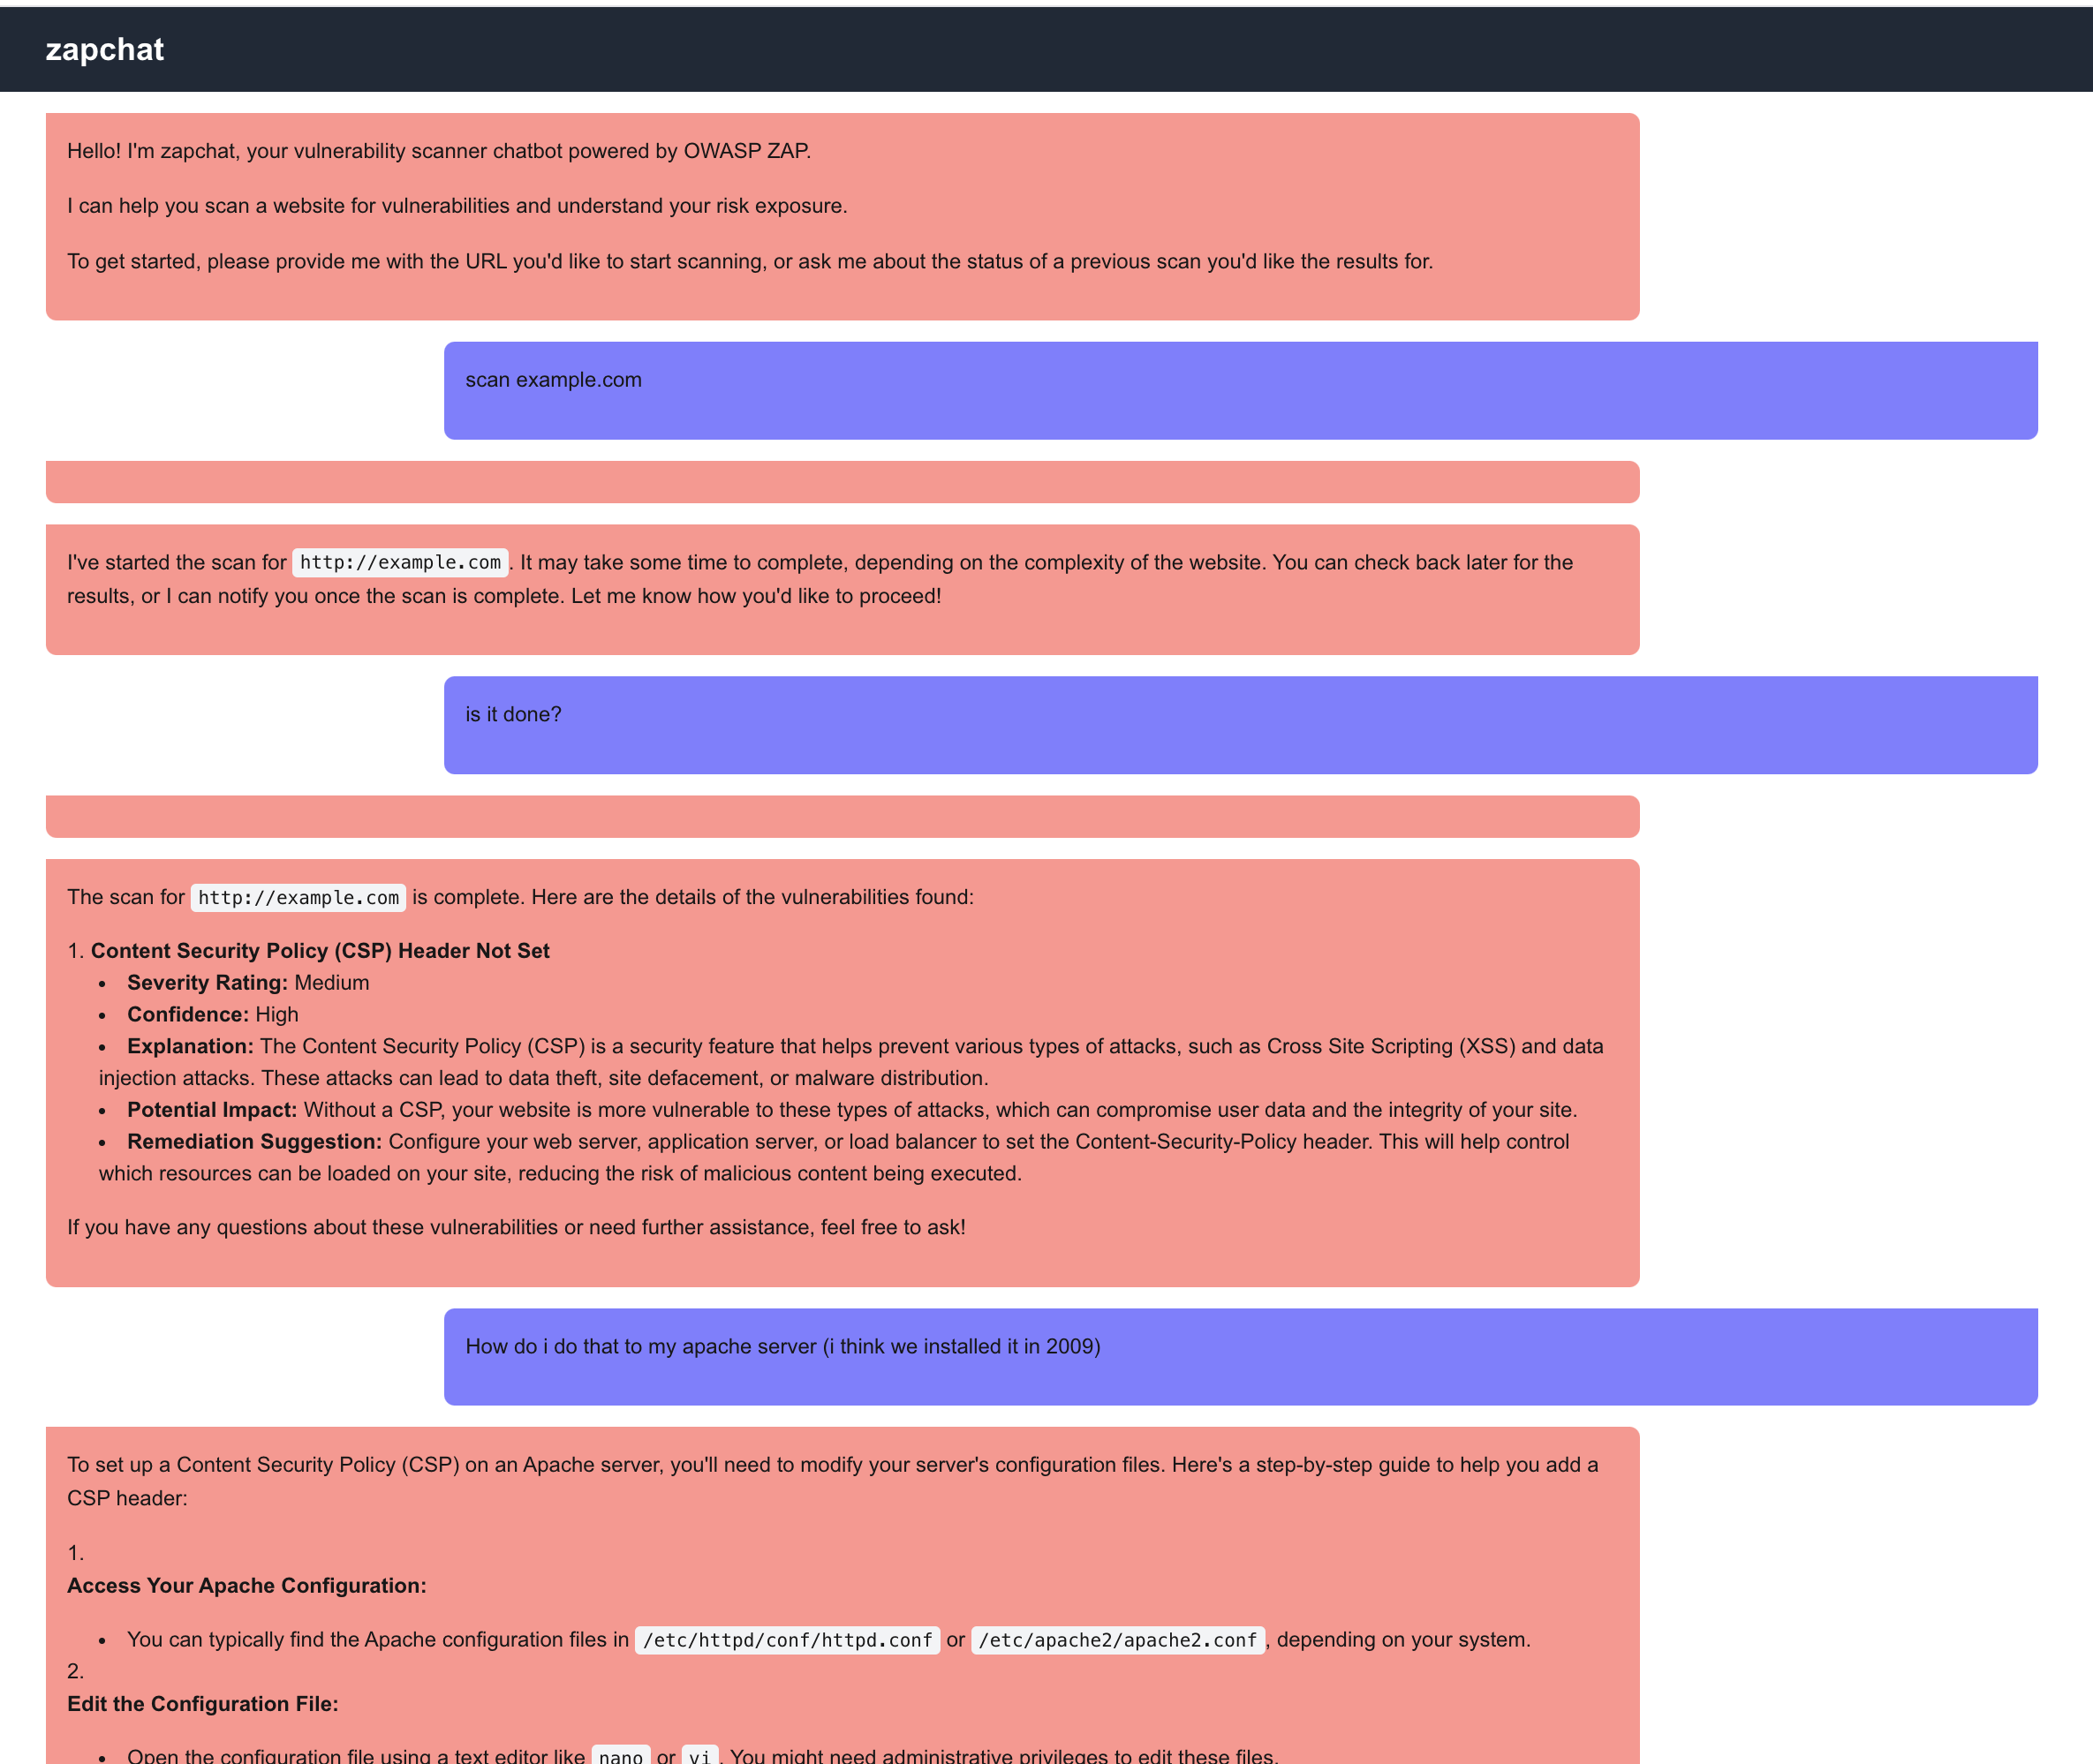 zapchat
Hello! I'm zapchat, your vulnerability scanner chatbot powered by OWASP ZAP.
I can help you scan a website for vulnerabilities and understand your risk exposure.
To get started, please provide me with the URL you'd like to start scanning, or ask me about the status of a previous scan you'd like the results for.
scan example.com
I've started the scan for http://example.com. It may take some time to complete, depending on the complexity of the website. You can check back later for the
results, or I can notify you once the scan is complete. Let me know how you'd like to proceed!
is it done?
The scan for http://example.com is complete. Here are the details of the vulnerabilities found:
1. Content Security Policy (CSP) Header Not Set
• Severity Rating: Medium
• Confidence: High
• Explanation: The Content Security Policy (CSP) is a security feature that helps prevent various types of attacks, such as Cross Site Scripting (XSS) and data
injection attacks. These attacks can lead to data theft, site defacement, or malware distribution.
• Potential Impact: Without a CSP, your website is more vulnerable to these types of attacks, which can compromise user data and the integrity of your site.
• Remediation Suggestion: Configure your web server, application server, or load balancer to set the Content-Security-Policy header. This will help control
which resources can be loaded on your site, reducing the risk of malicious content being executed.
If you have any questions about these vulnerabilities or need further assistance, feel free to ask!
How do i do that to my apache server (i think we installed it in 2009)
To set up a Content Security Policy (CSP) on an Apache server, you'll need to modify your server's configuration files. Here's a step-by-step guide to help you add a
CSP header:
1.
Access Your Apache Configuration:
• You can typically find the Apache configuration files in /etc/httpd/conf/httpd.conf or /etc/apache2/apache2.conf, depending on your system.
2.
Edit the Configuration File:
• Open the configuration file using a text editor like nano or vi. You might need administrative privileges to edit these files.